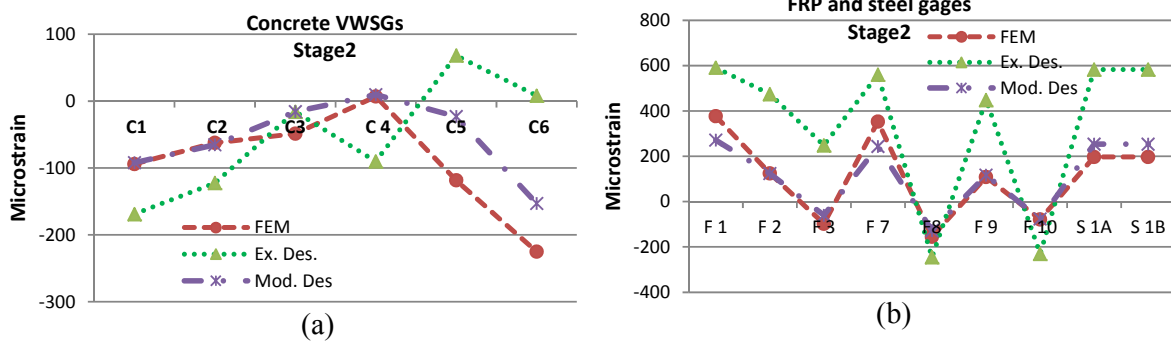 Concrete VWSGs
Stage2
Microstrain
100
0
-100
-200
-300
C1 C2 C3 C 4 C5 C6
FEM
Ex. Des.
Mod. Des
(a)
FRP and steel gages
Stage2
Microstrain
800
600
400
200
0
-200
-400
F 1 F 2 F 3 F 7 F8 F 9 F 10 S 1A S 1B
FEM
Ex. Des.
Mod. Des
(b)